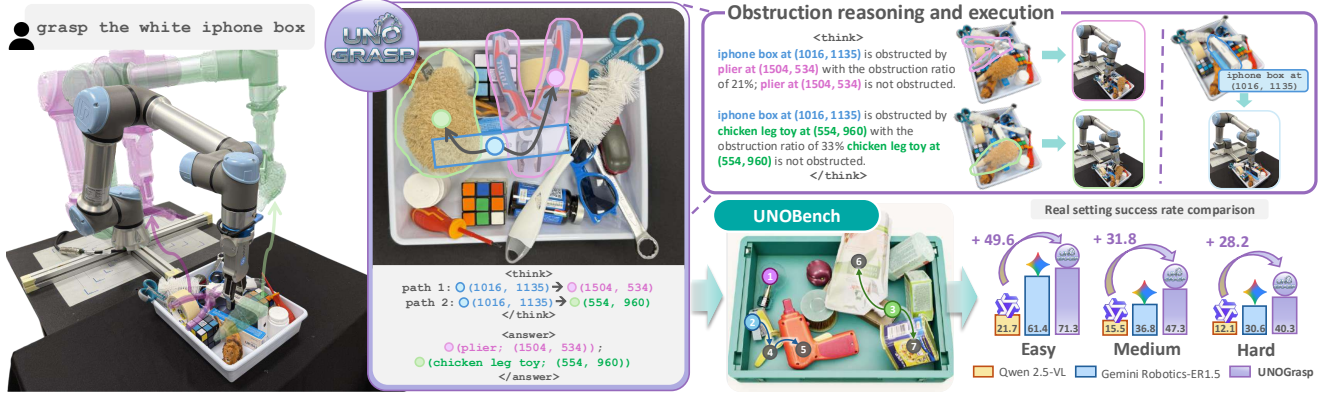 grasp the white iphone box
UNO
GRASP
<think>
path 1: (1016, 1135) → (1504, 534)
path 2: (1016, 1135) → (554, 960)
</think>
<answer>
(plier; (1504, 534));
(chicken leg toy; (554, 960))
</answer>
Obstruction reasoning and execution
<think>
iphone box at (1016, 1135) is obstructed by
plier at (1504, 534) with the obstruction ratio
of 21%; plier at (1504, 534) is not obstructed.
iphone box at (1016, 1135) is obstructed by
chicken leg toy at (554, 960) with the
obstruction ratio of 33% chicken leg toy at
(554, 960) is not obstructed.
</think>
iphone box at
(1016, 1135)
UNOBench
1
2
3
4
5
6
7
Real setting success rate comparison
+ 49.6
+ 31.8
+ 28.2
21.7
61.4
71.3
15.5
36.8
47.3
12.1
30.6
40.3
Easy
Medium
Hard
Qwen 2.5-VL
Gemini Robotics-ER1.5
UNOGrasp